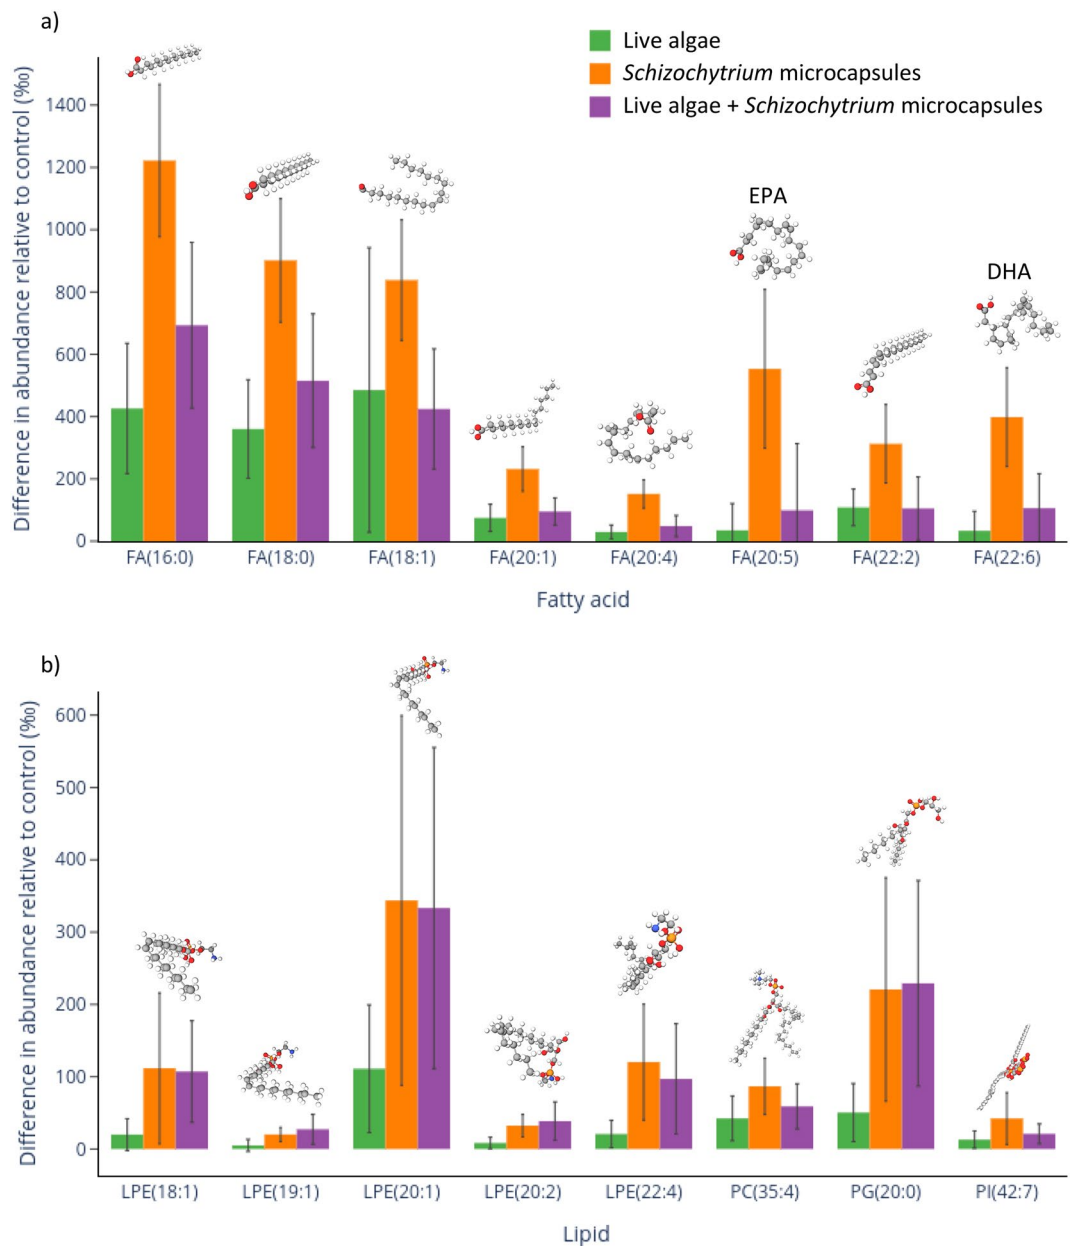 a)
Live algae
Schizochytrium microcapsules
Live algae + Schizochytrium microcapsules
Difference in abundance relative to control (‰)
1400
1200
1000
800
600
400
200
0
EPA
DHA
FA(16:0) FA(18:0) FA(18:1) FA(20:1) FA(20:4) FA(20:5) FA(22:2) FA(22:6)
Fatty acid
b)
Difference in abundance relative to control (‰)
600
500
400
300
200
100
0
LPE(18:1) LPE(19:1) LPE(20:1) LPE(20:2) LPE(22:4) PC(35:4) PG(20:0) PI(42:7)
Lipid